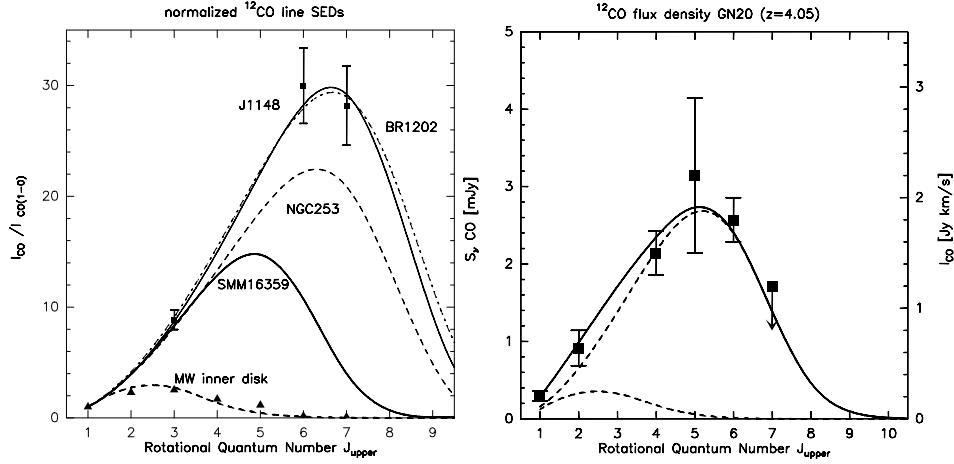 normalized ¹²CO line SEDs
30
20
10
0
I_CO / I_CO(1-0)
J1148
BR1202
NGC253
SMM16359
MW inner disk
1 2 3 4 5 6 7 8 9
Rotational Quantum Number J_upper
¹²CO flux density GN20 (z=4.05)
5
4
3
2
1
0
S_ν CO [mJy]
3
2
1
0
I_CO [Jy km/s]
1 2 4 5 6 7 8 9 10
Rotational Quantum Number J_upper